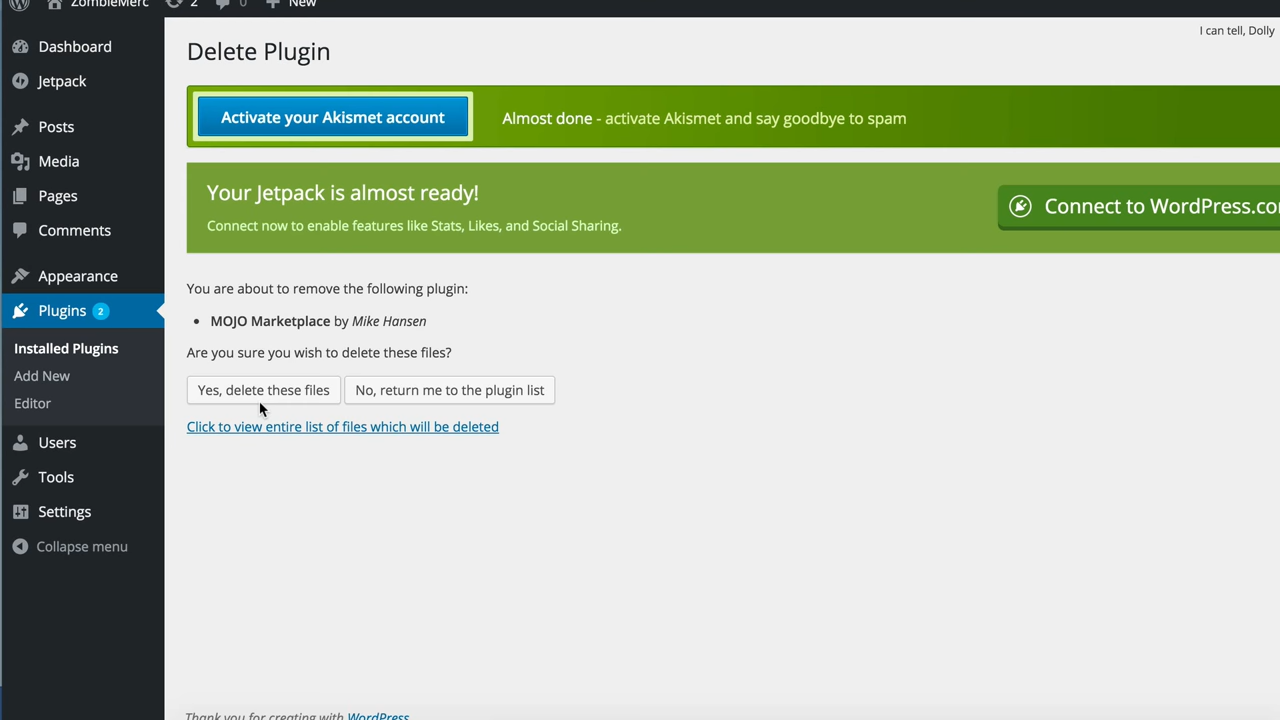 ZombieMerc 2 0 New
I can tell, Dolly
Dashboard
Jetpack
Posts
Media
Pages
Comments
Appearance
Plugins 2
Installed Plugins
Add New
Editor
Users
Tools
Settings
Collapse menu
Delete Plugin
Activate your Akismet account
Almost done - activate Akismet and say goodbye to spam
Your Jetpack is almost ready!
Connect now to enable features like Stats, Likes, and Social Sharing.
Connect to WordPress.co
You are about to remove the following plugin:
• MOJO Marketplace by Mike Hansen
Are you sure you wish to delete these files?
Yes, delete these files
No, return me to the plugin list
Click to view entire list of files which will be deleted
Thank you for creating with WordPress